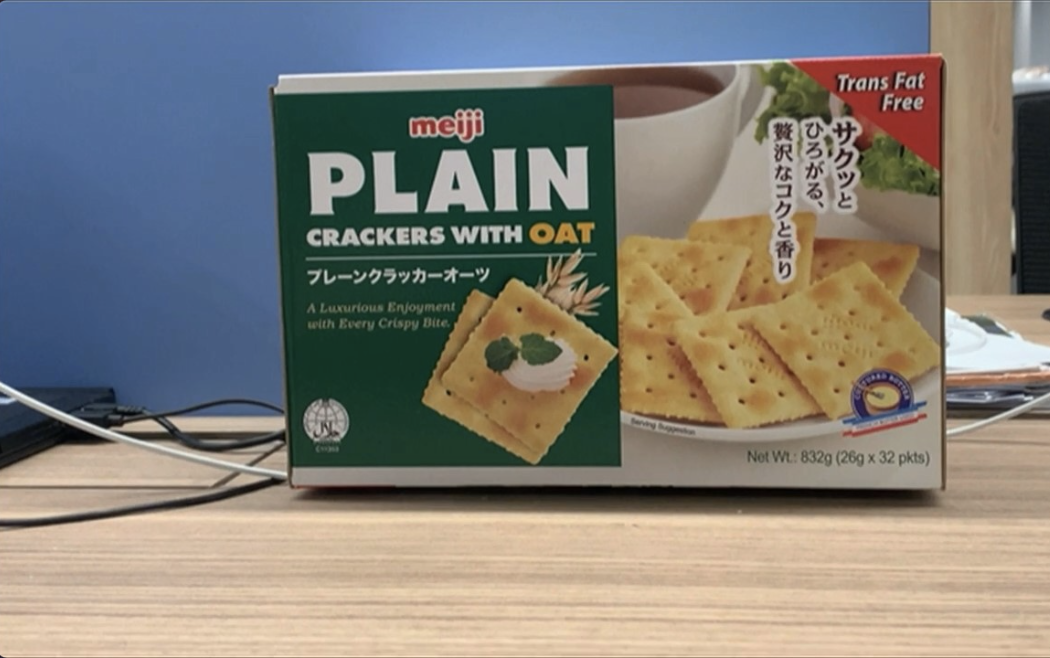 meiji
PLAIN
CRACKERS WITH OAT
プレーンクラッカーオーツ
A Luxurious Enjoyment
with Every Crispy Bite.
Trans Fat
Free
サクッと
ひろがる、
贅沢なコクと香り
CULTURED BUTTER
Serving Suggestion
Net Wt.: 832g (26g x 32 pkts)